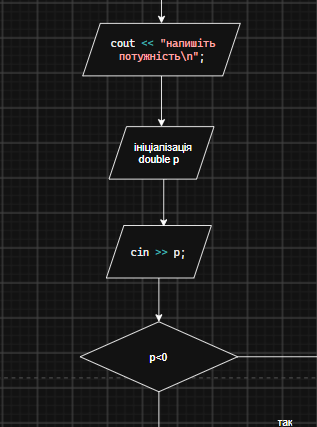 cout << "напишіть
потужність\n";
ініціалізація
double p
cin >> p;
p<0
так